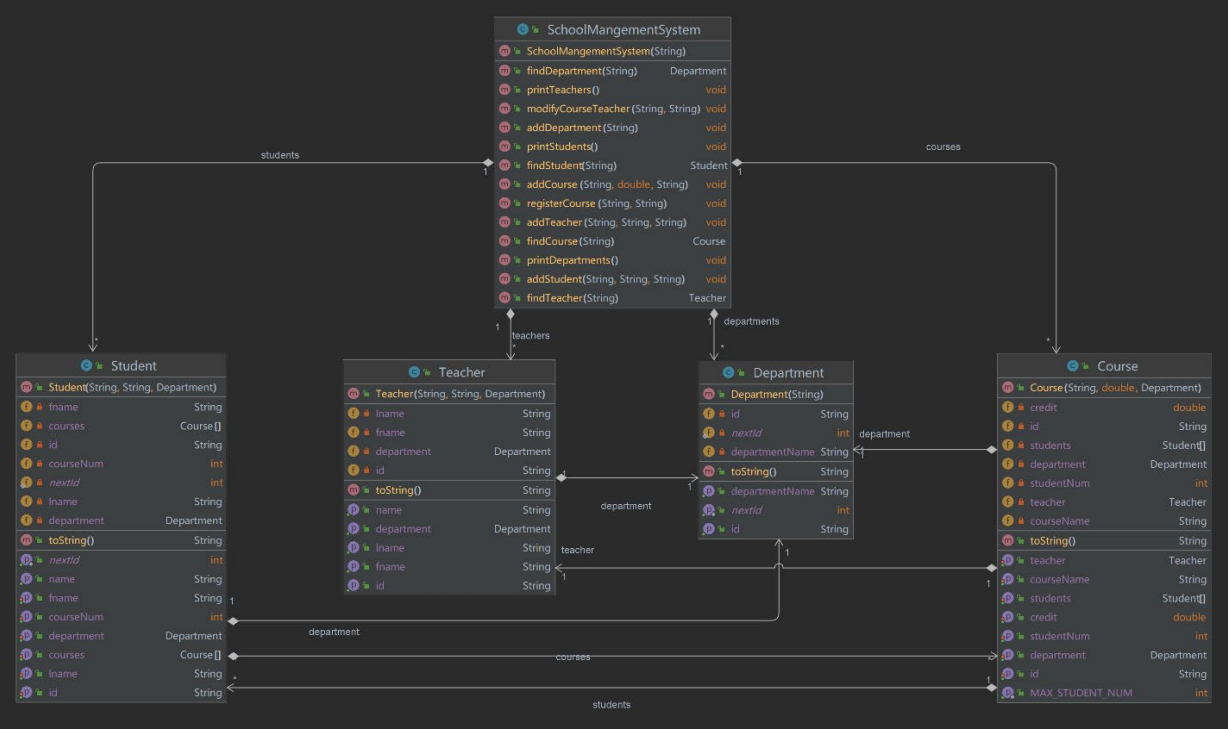 SchoolMangementSystem
SchoolMangementSystem(String)
findDepartment(String) Department
printTeachers() void
modifyCourseTeacher(String, String) void
addDepartment(String) void
printStudents() void
findStudent(String) Student
addCourse(String, double, String) void
registerCourse(String, String) void
addTeacher(String, String, String) void
findCourse(String) Course
printDepartments() void
addStudent(String, String, String) void
findTeacher(String) Teacher
students
1
*
courses
1
*
1
teachers
*
1
departments
*
Student
Student(String, String, Department)
fname String
courses Course[]
id String
courseNum int
nextId int
lname String
department Department
toString() String
nextId int
name String
fname String
courseNum int
department Department
courses Course[]
lname String
id String
Teacher
Teacher(String, String, Department)
lname String
fname String
department Department
id String
toString() String
name String
department Department
lname String
fname String
id String
Department
Department(String)
id String
nextId int
departmentName String
toString() String
departmentName String
nextId int
id String
Course
Course(String, double, Department)
credit double
id String
students Student[]
department Department
studentNum int
teacher Teacher
courseName String
toString() String
teacher Teacher
courseName String
students Student[]
credit double
studentNum int
department Department
id String
MAX_STUDENT_NUM int
department
1
1
department
1
teacher
1
1
1
department
1
courses
*
students
1